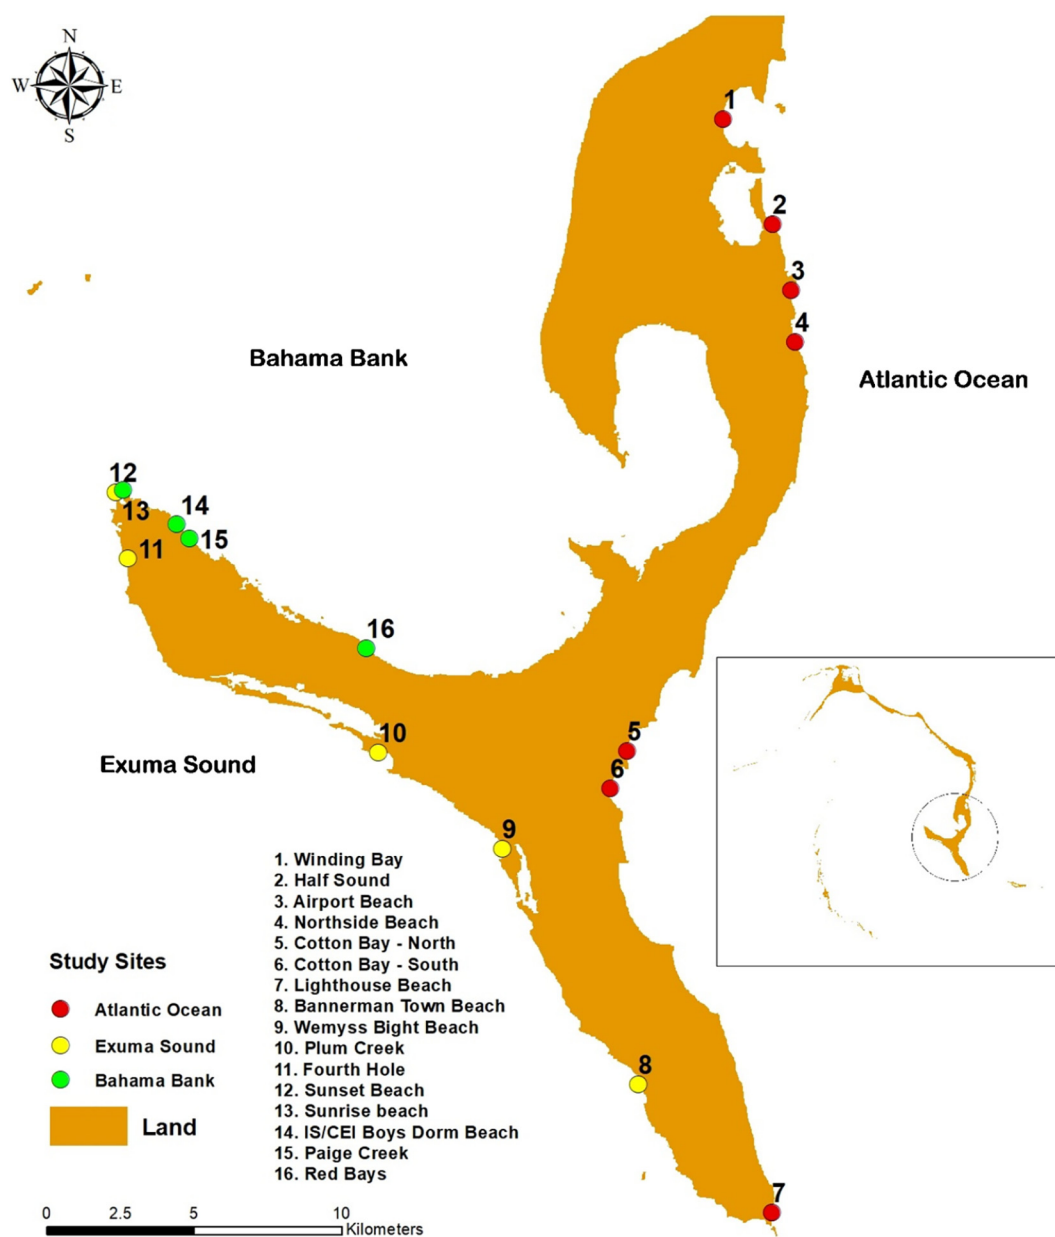 N
W E
S
1
2
3
4
Bahama Bank
Atlantic Ocean
12
13
14
15
11
16
10
Exuma Sound
5
6
9
1. Winding Bay
2. Half Sound
3. Airport Beach
4. Northside Beach
5. Cotton Bay - North
6. Cotton Bay - South
7. Lighthouse Beach
8. Bannerman Town Beach
9. Wemyss Bight Beach
10. Plum Creek
11. Fourth Hole
12. Sunset Beach
13. Sunrise beach
14. IS/CEI Boys Dorm Beach
15. Paige Creek
16. Red Bays
Study Sites
Atlantic Ocean
Exuma Sound
Bahama Bank
Land
8
7
0 2.5 5 10
Kilometers